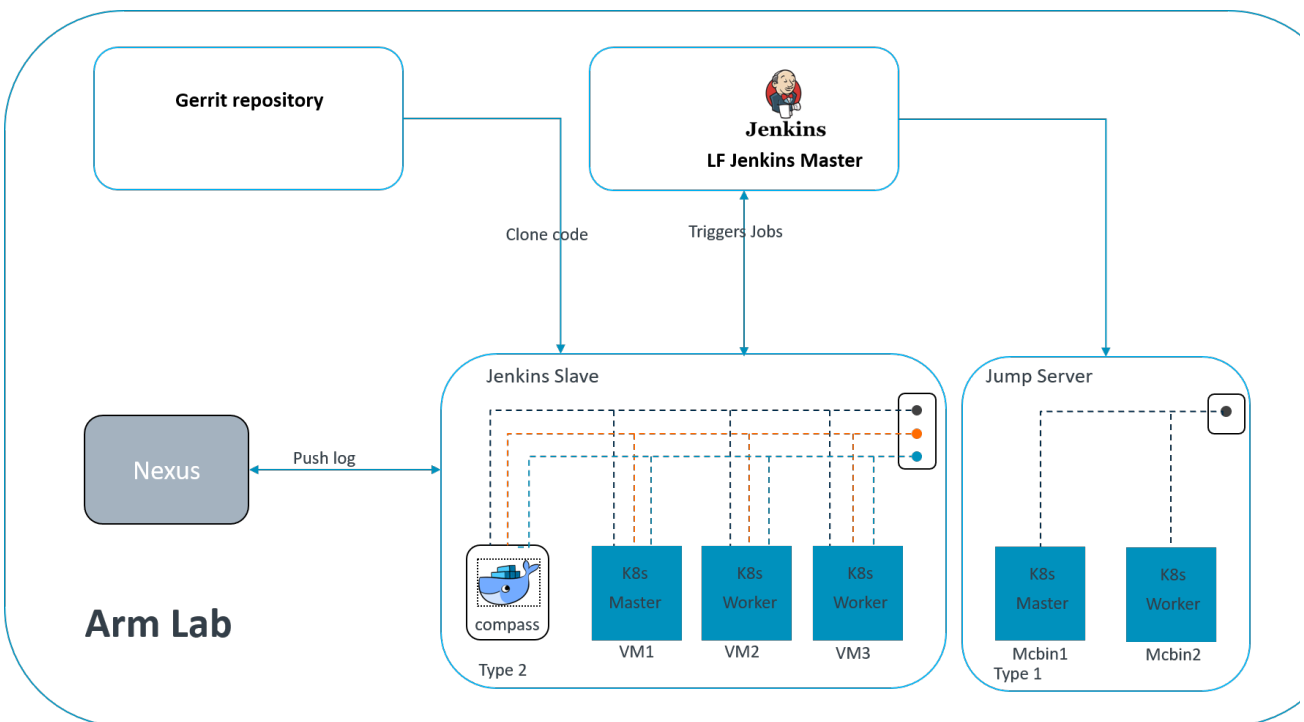 Gerrit repository
Jenkins
LF Jenkins Master
Clone code
Triggers Jobs
Jenkins Slave
Jump Server
Nexus
Push log
compass
K8s
Master
K8s
Worker
K8s
Worker
VM1
VM2
VM3
Type 2
K8s
Master
K8s
Worker
Mcbin1
Mcbin2
Type 1
Arm Lab